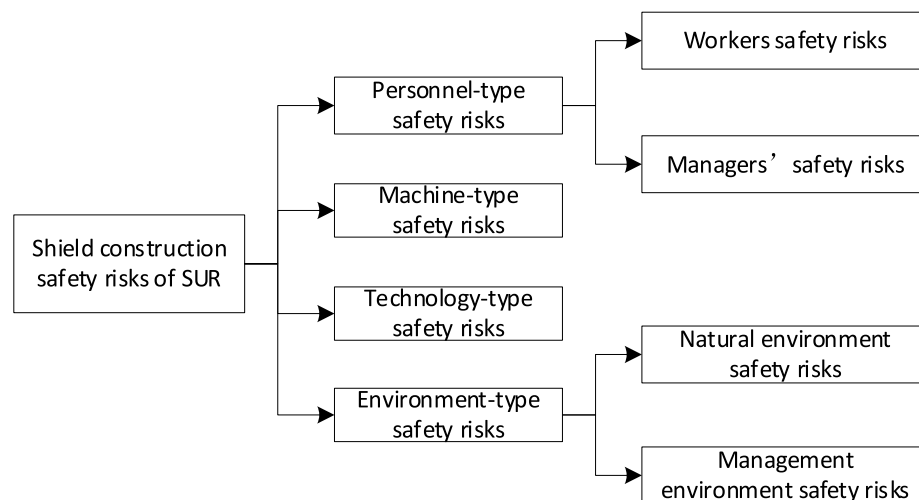 Shield construction
safety risks of SUR
Personnel-type
safety risks
Machine-type
safety risks
Technology-type
safety risks
Environment-type
safety risks
Workers safety risks
Managers’ safety risks
Natural environment
safety risks
Management
environment safety risks